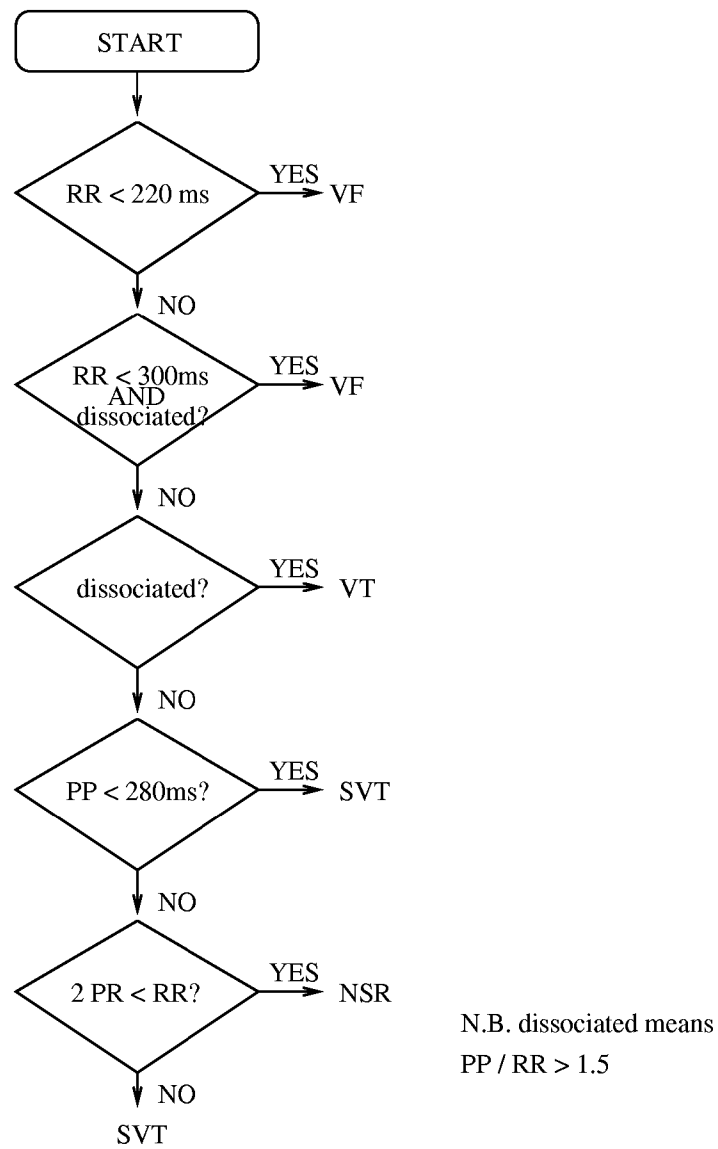 START
YES
RR < 220 ms
VF
NO
YES
RR < 300ms
VF
AND
dissociated?
NO
YES
dissociated?
VT
NO
YES
PP < 280ms?
SVT
NO
YES
2 PR < RR?
NSR
N.B. dissociated means
PP / RR > 1.5
NO
SVT